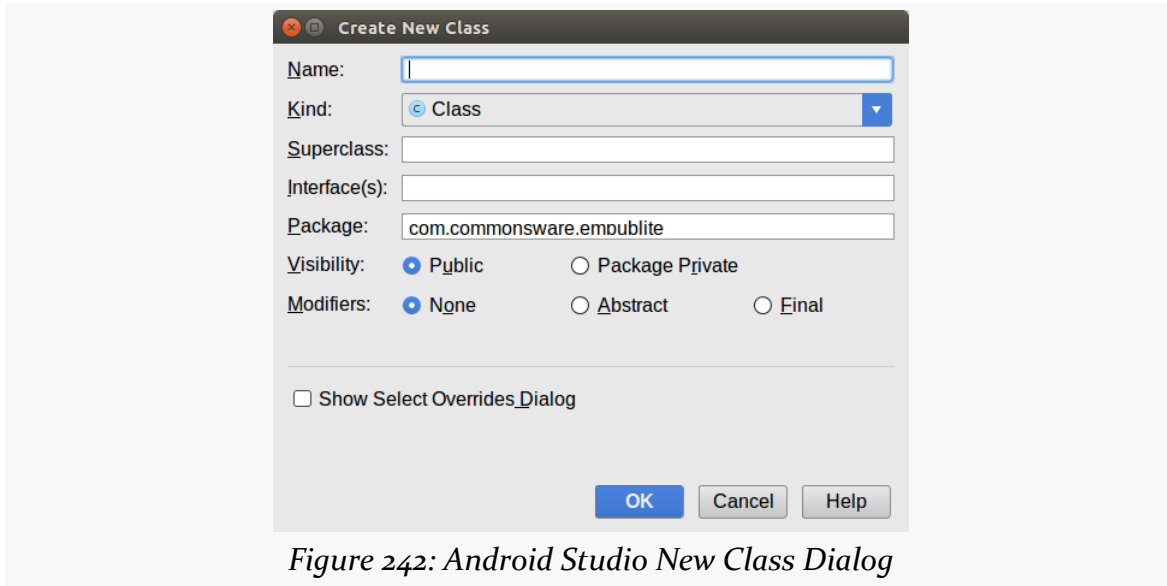 Create New Class
Name:
Kind: C Class
Superclass:
Interface(s):
Package: com.commonsware.empublite
Visibility: Public Package Private
Modifiers: None Abstract Final
Show Select Overrides Dialog
OK Cancel Help
Figure 242: Android Studio New Class Dialog